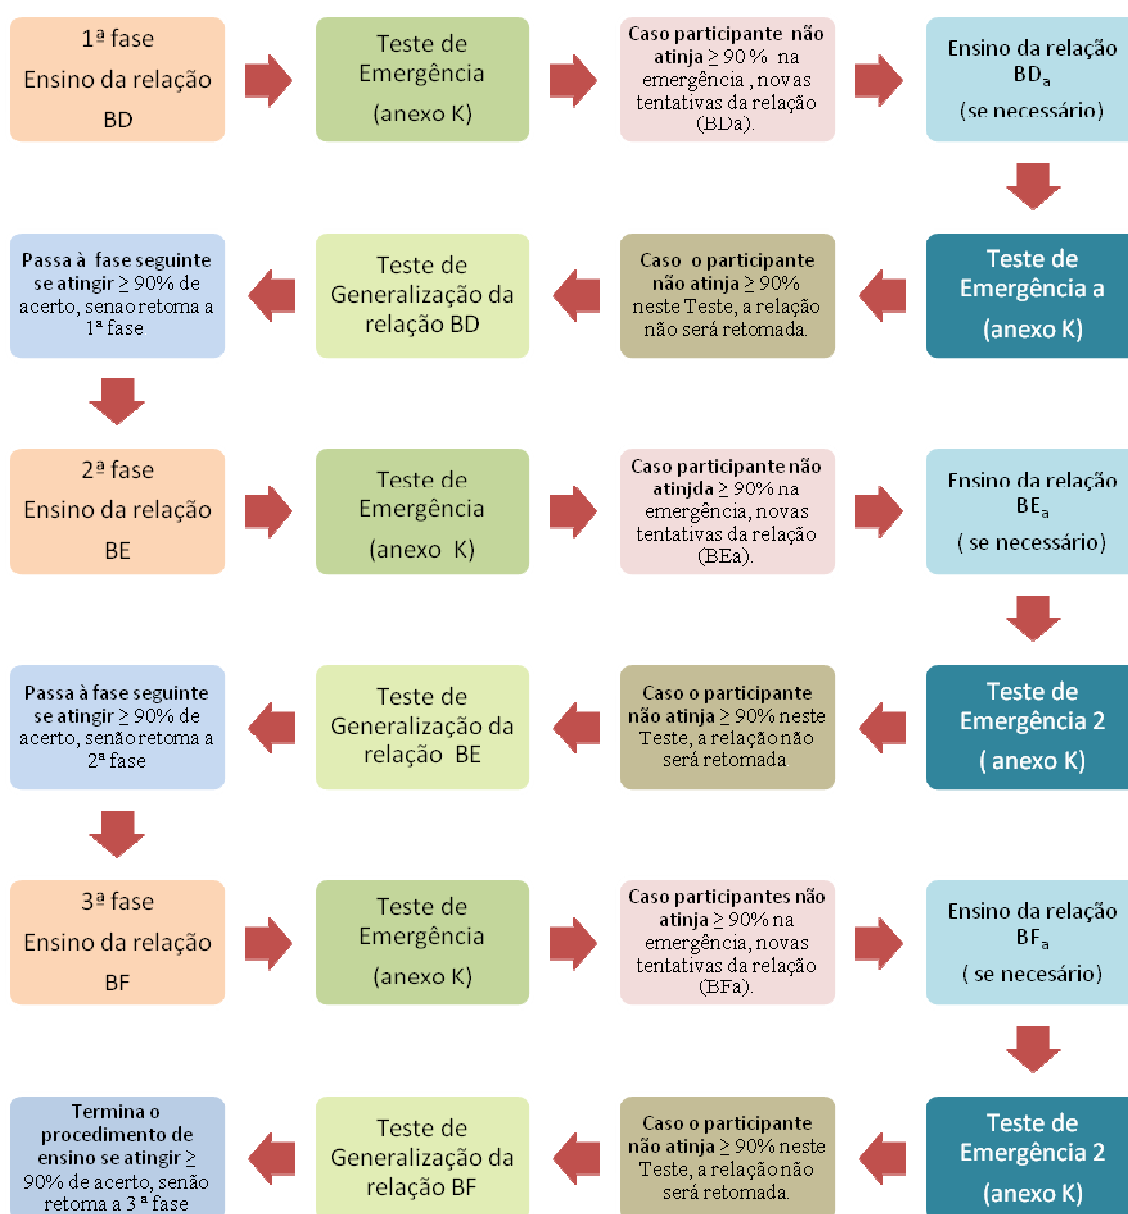 1ª fase
Ensino da relação
BD
Teste de
Emergência
(anexo K)
Caso participante não
atinja ≥ 90 % na
emergência , novas
tentativas da relação
(BDa).
Ensino da relação
BDa
(se necessário)
Teste de
Emergência a
(anexo K)
Caso o participante
não atinja ≥ 90%
neste Teste, a relação
não será retomada.
Teste de
Generalização da
relação BD
Passa à fase seguinte
se atingir ≥ 90% de
acerto, senao retoma a
1ª fase
2ª fase
Ensino da relação
BE
Teste de
Emergência
(anexo K)
Caso participante não
atinjda ≥ 90% na
emergência, novas
tentativas da relação
(BEa).
Ensino da relação
BEa
( se necessário)
Teste de
Emergência 2
( anexo K)
Caso o participante
não atinja ≥ 90% neste
Teste, a relação não
será retomada
Teste de
Generalização da
relação BE
Passa à fase seguinte
se atingir ≥ 90% de
acerto, senão retoma a
2ª fase
3ª fase
Ensino da relação
BF
Teste de
Emergência
(anexo K)
Caso participantes não
atinja ≥ 90% na
emergência, novas
tentativas da relação
(BFa).
Ensino da relação
BFa
( se necesário)
Teste de
Emergência 2
(anexo K)
Caso o participante
não atinja ≥ 90% neste
Teste, a relação não
será retomada.
Teste de
Generalização da
relação BF
Termina o
procedimento de
ensino se atingir ≥
90% de acerto, senão
retoma a 3ª fase